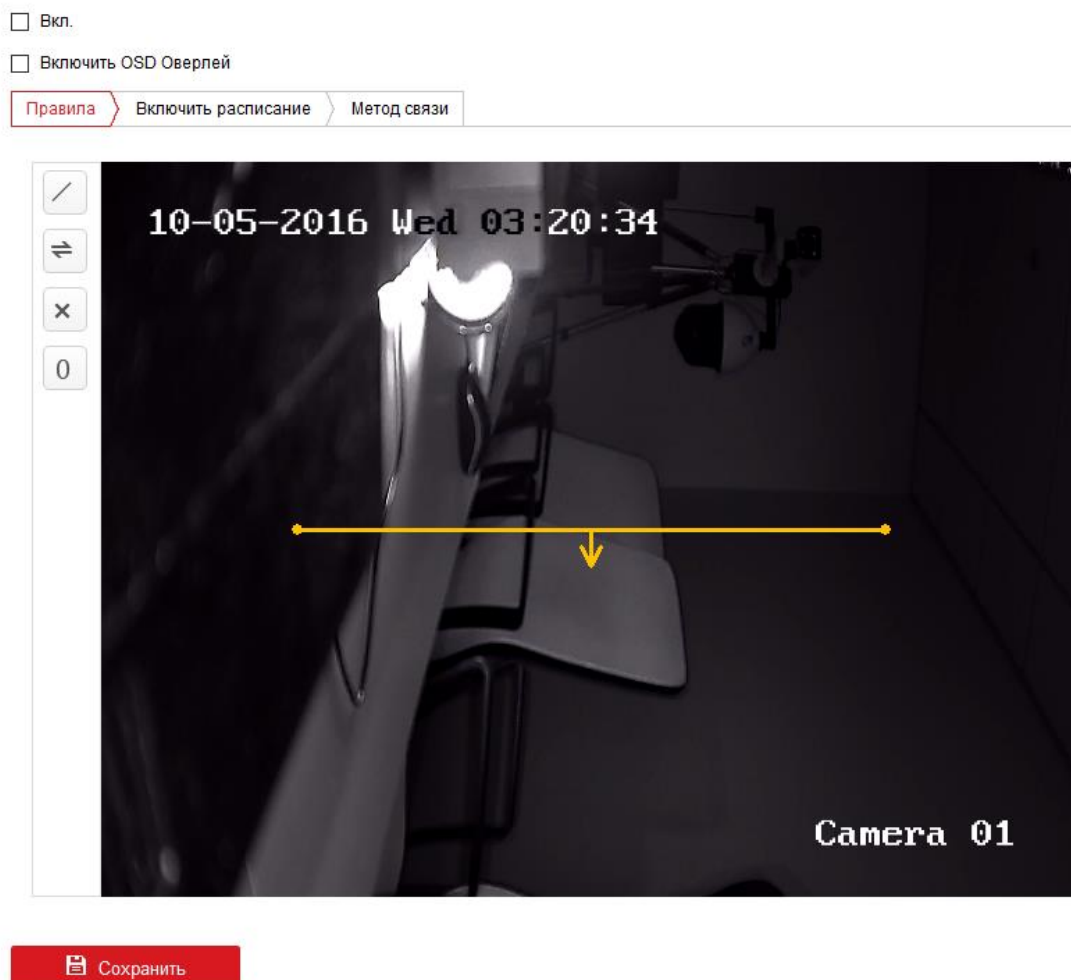 Вкл.
Включить OSD Оверлей
Правила Включить расписание Метод связи
10-05-2016 Wed 03:20:34
0
Camera 01
Сохранить